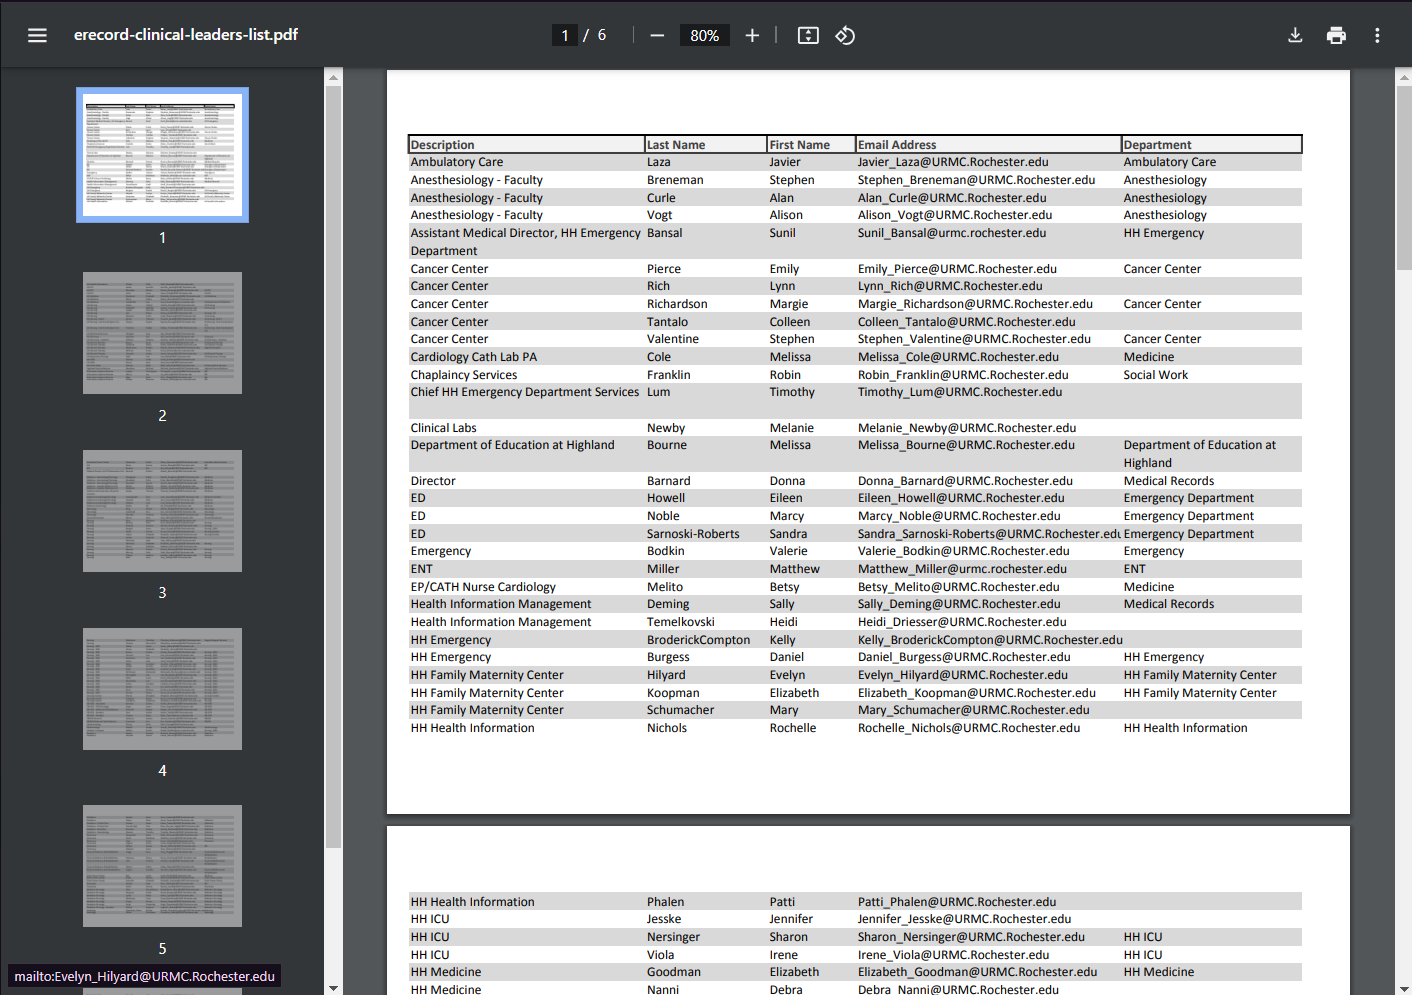 erecord-clinical-leaders-list.pdf
1 / 6
80%
1
2
3
4
5
mailto:Evelyn_Hilyard@URMC.Rochester.edu
Description Last Name First Name Email Address Department
Ambulatory Care Laza Javier Javier_Laza@URMC.Rochester.edu Ambulatory Care
Anesthesiology - Faculty Breneman Stephen Stephen_Breneman@URMC.Rochester.edu Anesthesiology
Anesthesiology - Faculty Curle Alan Alan_Curle@URMC.Rochester.edu Anesthesiology
Anesthesiology - Faculty Vogt Alison Alison_Vogt@URMC.Rochester.edu Anesthesiology
Assistant Medical Director, HH Emergency Bansal Sunil Sunil_Bansal@urmc.rochester.edu HH Emergency
Department
Cancer Center Pierce Emily Emily_Pierce@URMC.Rochester.edu Cancer Center
Cancer Center Rich Lynn Lynn_Rich@URMC.Rochester.edu
Cancer Center Richardson Margie Margie_Richardson@URMC.Rochester.edu Cancer Center
Cancer Center Tantalo Colleen Colleen_Tantalo@URMC.Rochester.edu
Cancer Center Valentine Stephen Stephen_Valentine@URMC.Rochester.edu Cancer Center
Cardiology Cath Lab PA Cole Melissa Melissa_Cole@URMC.Rochester.edu Medicine
Chaplaincy Services Franklin Robin Robin_Franklin@URMC.Rochester.edu Social Work
Chief HH Emergency Department Services Lum Timothy Timothy_Lum@URMC.Rochester.edu
Clinical Labs Newby Melanie Melanie_Newby@URMC.Rochester.edu
Department of Education at Highland Bourne Melissa Melissa_Bourne@URMC.Rochester.edu Department of Education at
Highland
Director Barnard Donna Donna_Barnard@URMC.Rochester.edu Medical Records
ED Howell Eileen Eileen_Howell@URMC.Rochester.edu Emergency Department
ED Noble Marcy Marcy_Noble@URMC.Rochester.edu Emergency Department
ED Sarnoski-Roberts Sandra Sandra_Sarnoski-Roberts@URMC.Rochester.edu Emergency Department
Emergency Bodkin Valerie Valerie_Bodkin@URMC.Rochester.edu Emergency
ENT Miller Matthew Matthew_Miller@urmc.rochester.edu ENT
EP/CATH Nurse Cardiology Melito Betsy Betsy_Melito@URMC.Rochester.edu Medicine
Health Information Management Deming Sally Sally_Deming@URMC.Rochester.edu Medical Records
Health Information Management Temelkovski Heidi Heidi_Driesser@URMC.Rochester.edu
HH Emergency BroderickCompton Kelly Kelly_BroderickCompton@URMC.Rochester.edu
HH Emergency Burgess Daniel Daniel_Burgess@URMC.Rochester.edu HH Emergency
HH Family Maternity Center Hilyard Evelyn Evelyn_Hilyard@URMC.Rochester.edu HH Family Maternity Center
HH Family Maternity Center Koopman Elizabeth Elizabeth_Koopman@URMC.Rochester.edu HH Family Maternity Center
HH Family Maternity Center Schumacher Mary Mary_Schumacher@URMC.Rochester.edu
HH Health Information Nichols Rochelle Rochelle_Nichols@URMC.Rochester.edu HH Health Information
HH Health Information Phalen Patti Patti_Phalen@URMC.Rochester.edu
HH ICU Jesske Jennifer Jennifer_Jesske@URMC.Rochester.edu
HH ICU Nersinger Sharon Sharon_Nersinger@URMC.Rochester.edu HH ICU
HH ICU Viola Irene Irene_Viola@URMC.Rochester.edu HH ICU
HH Medicine Goodman Elizabeth Elizabeth_Goodman@URMC.Rochester.edu HH Medicine
HH Medicine Nanni Debra Debra_Nanni@URMC.Rochester.edu